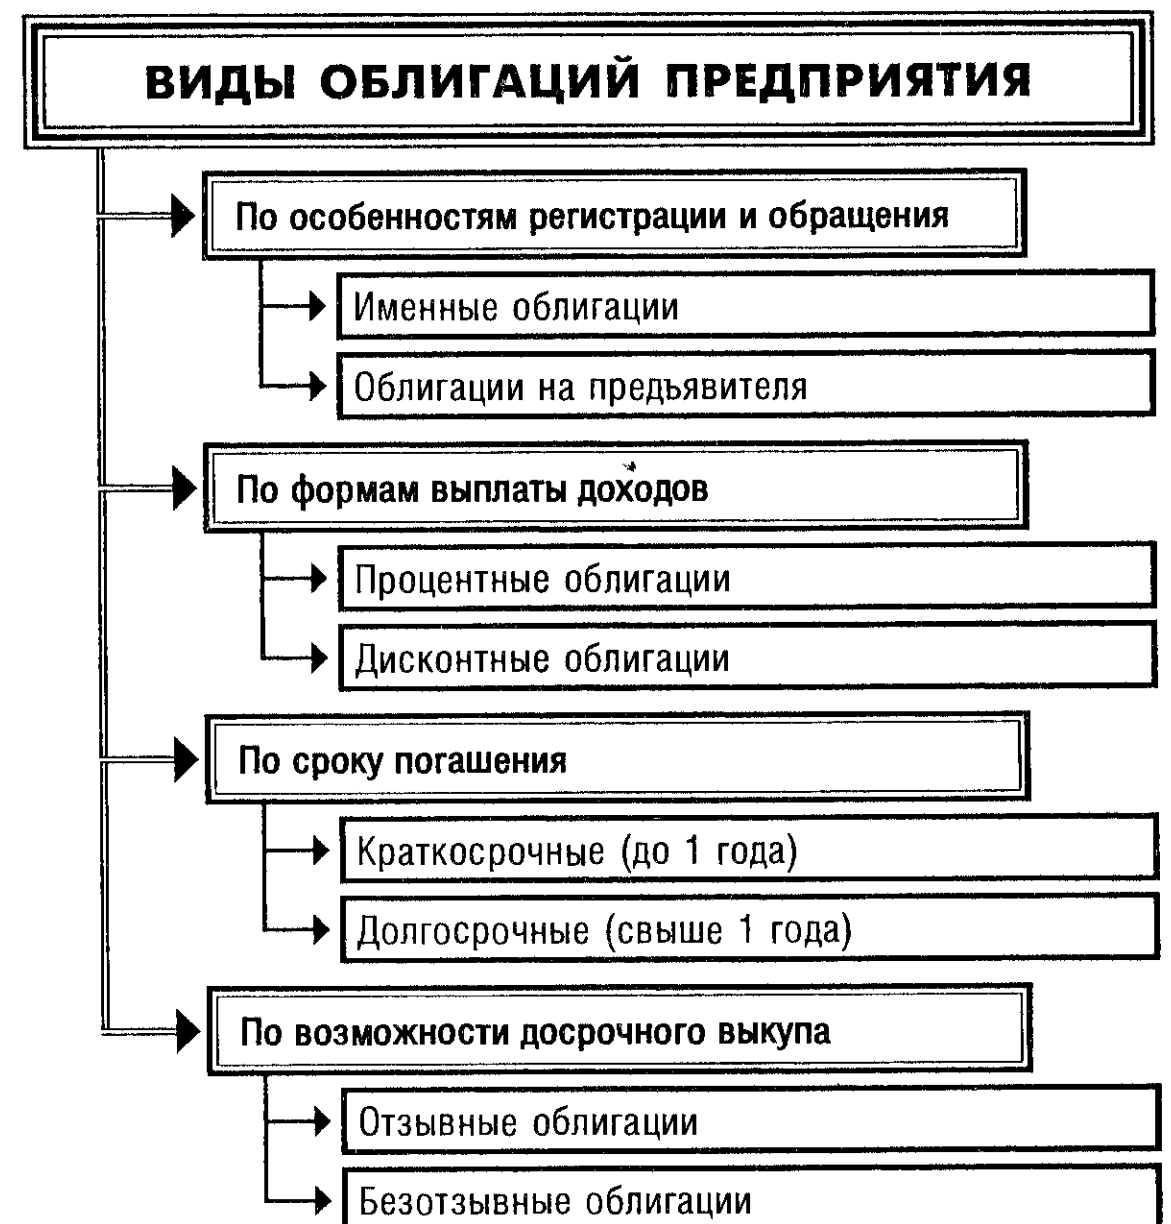 ВИДЫ ОБЛИГАЦИЙ ПРЕДПРИЯТИЯ
По особенностям регистрации и обращения
Именные облигации
Облигации на предьявителя
По формам выплаты доходов
Процентные облигации
Дисконтные облигации
По сроку погашения
Краткосрочные (до 1 года)
Долгосрочные (свыше 1 года)
По возможности досрочного выкупа
Отзывные облигации
Безотзывные облигации